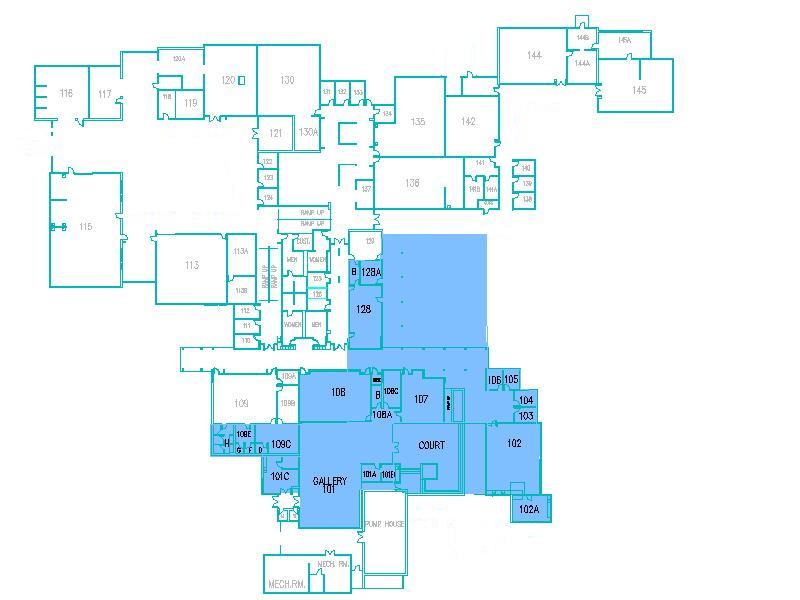 144
144B
145A
144A
145
120A
120
130
116
117
118
119
131
132
133
134
135
142
121
130A
122
123
124
136
137
141
141B
141A
140
139
138
RAMP UP
RAMP UP
115
113
113A
113B
RAMP UP
RAMP UP
CUST.
MEN
WOMEN
129
B
128A
128
125
WOMEN
MEN
112
111
110
109
109A
109B
108
B
108C
108A
107
106
105
104
103
102
102A
H
109E
G
F
D
109C
101C
GALLERY
101
101A
COURT
PUMP HOUSE
MECH. RM.
MECH.RM.